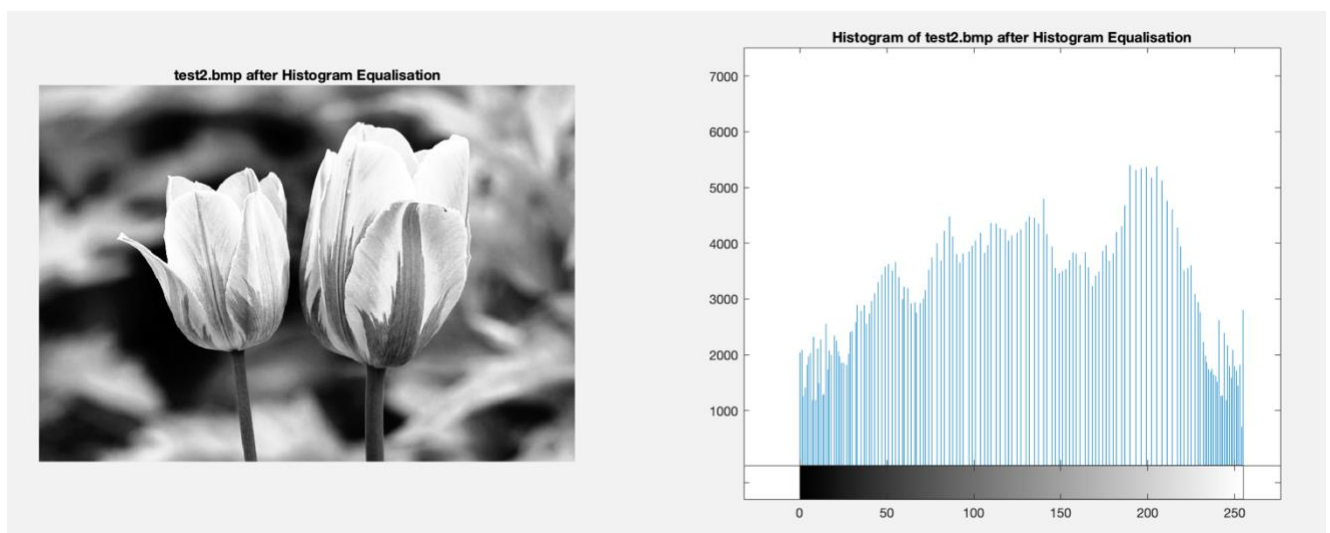 test2.bmp after Histogram Equalisation
Histogram of test2.bmp after Histogram Equalisation
7000
6000
5000
4000
3000
2000
1000
0 50 100 150 200 250